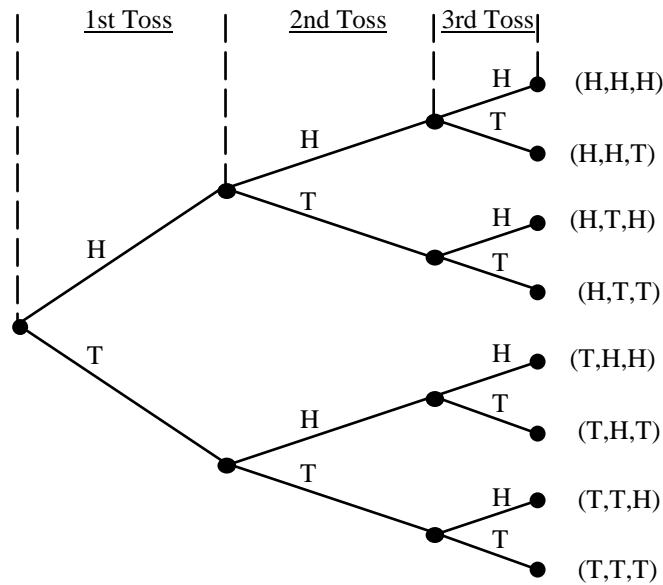 1st Toss 2nd Toss 3rd Toss
H (H,H,H)
H T
(H,H,T)
T H (H,T,H)
H T
(H,T,T)
T H (T,H,H)
H T
(T,H,T)
T H (T,T,H)
T
(T,T,T)